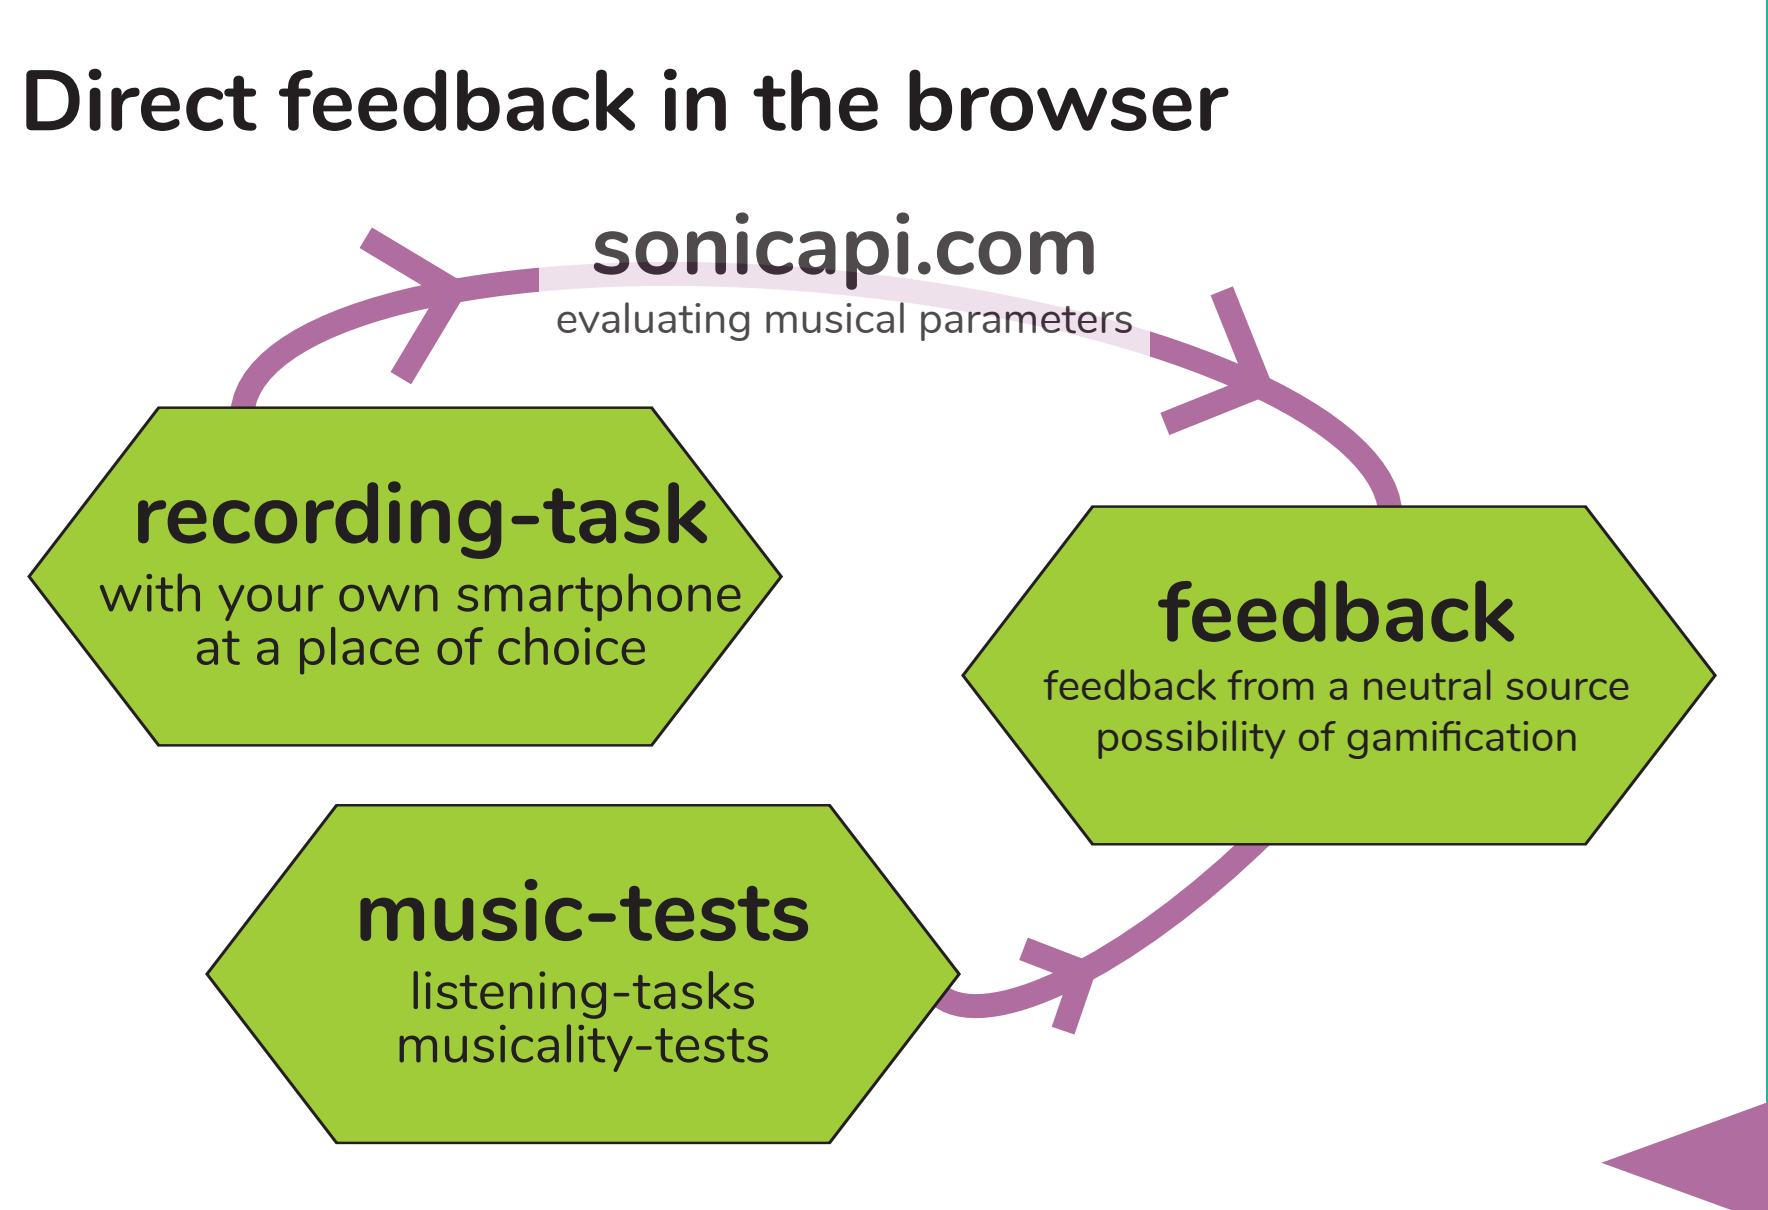 Direct feedback in the browser
sonicapi.com
evaluating musical parameters
recording-task
with your own smartphone
at a place of choice
feedback
feedback from a neutral source
possibility of gamification
music-tests
listening-tasks
musicality-tests